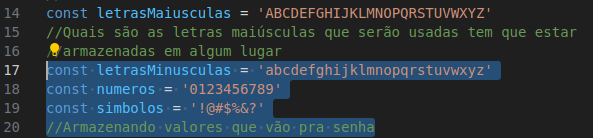 14 const letrasMaiusculas = 'ABCDEFGHIJKLMNOPQRSTUVWXYZ'
15 //Quais são as letras maiúsculas que serão usadas tem que estar
16 //armazenadas em algum lugar
17 const letrasMinusculas = 'abcdefghijklmnopqrstuvwxyz'
18 const numeros = '0123456789'
19 const simbolos = '!@#$%&?'
20 //Armazenando valores que vão pra senha